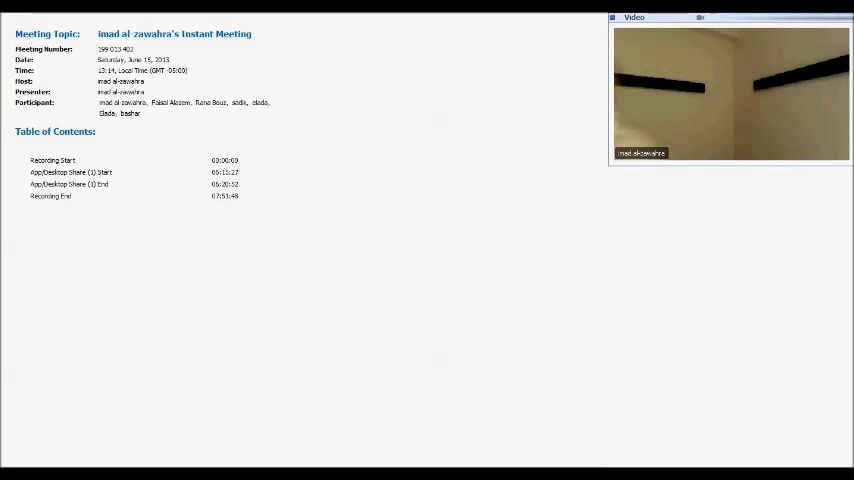 Meeting Topic: imad al-zawahra's Instant Meeting
Meeting Number: 199 013 402
Date: Saturday, June 15, 2013
Time: 13:14, Local Time (GMT -05:00)
Host: imad al-zawahra
Presenter: imad al-zawahra
Participant: imad al-zawahra, Faisal Alazem, Rana Bouz, sadik, elada,
Elada, bashar
Table of Contents:
Recording Start 00:00:00
App/Desktop Share (1) Start 06:15:27
App/Desktop Share (1) End 06:20:52
Recording End 07:51:48
Video
imad al-zawahra